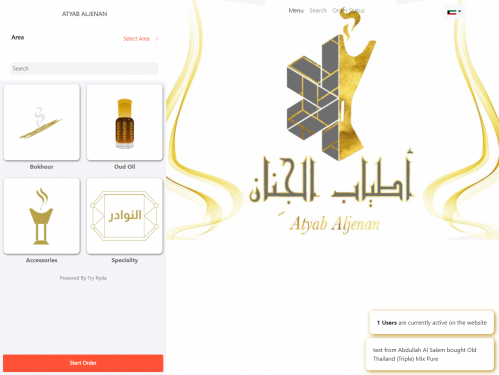 ATYAB ALJENAN
Area
Select Area >
Search
Bokhour
Oud Oil
النوادر
Accessories
Speciality
Powered By Try Ryda
Start Order
Menu Search Order Status
أطياب الجنان
Atyab Aljenan
1 Users are currently active on the website
test from Abdullah Al Salem bought Old
Thailand (Triple) Mix Pure